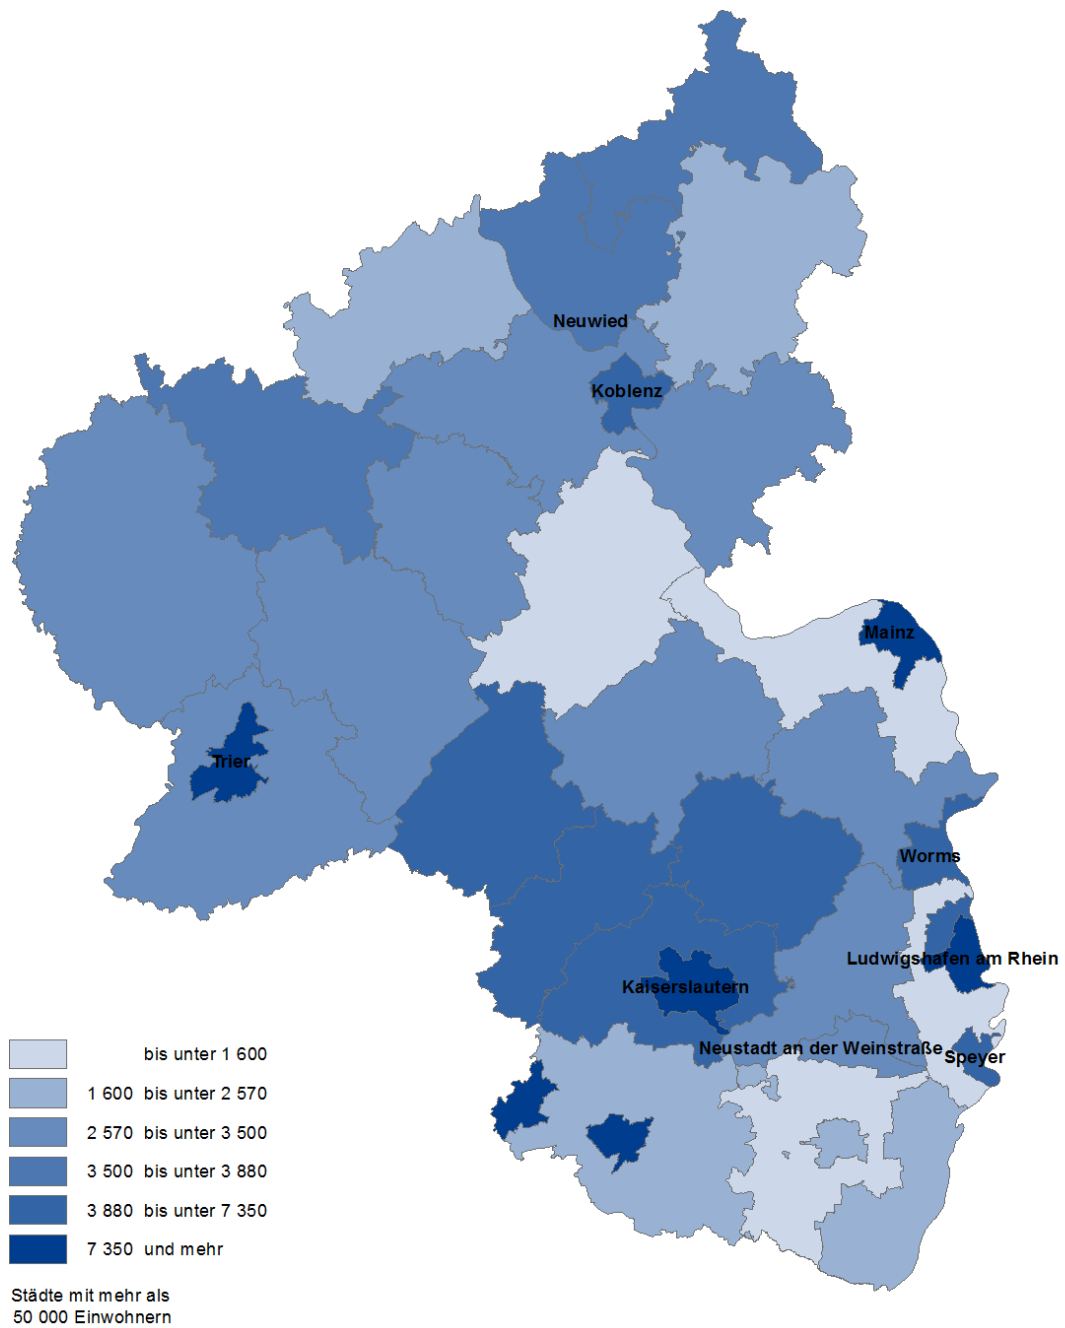 Neuwied
Koblenz
Mainz
Trier
Worms
Ludwigshafen am Rhein
Kaiserslautern
Neustadt an der Weinstraße
Speyer
bis unter 1 600
1 600 bis unter 2 570
2 570 bis unter 3 500
3 500 bis unter 3 880
3 880 bis unter 7 350
7 350 und mehr
Städte mit mehr als
50 000 Einwohnern